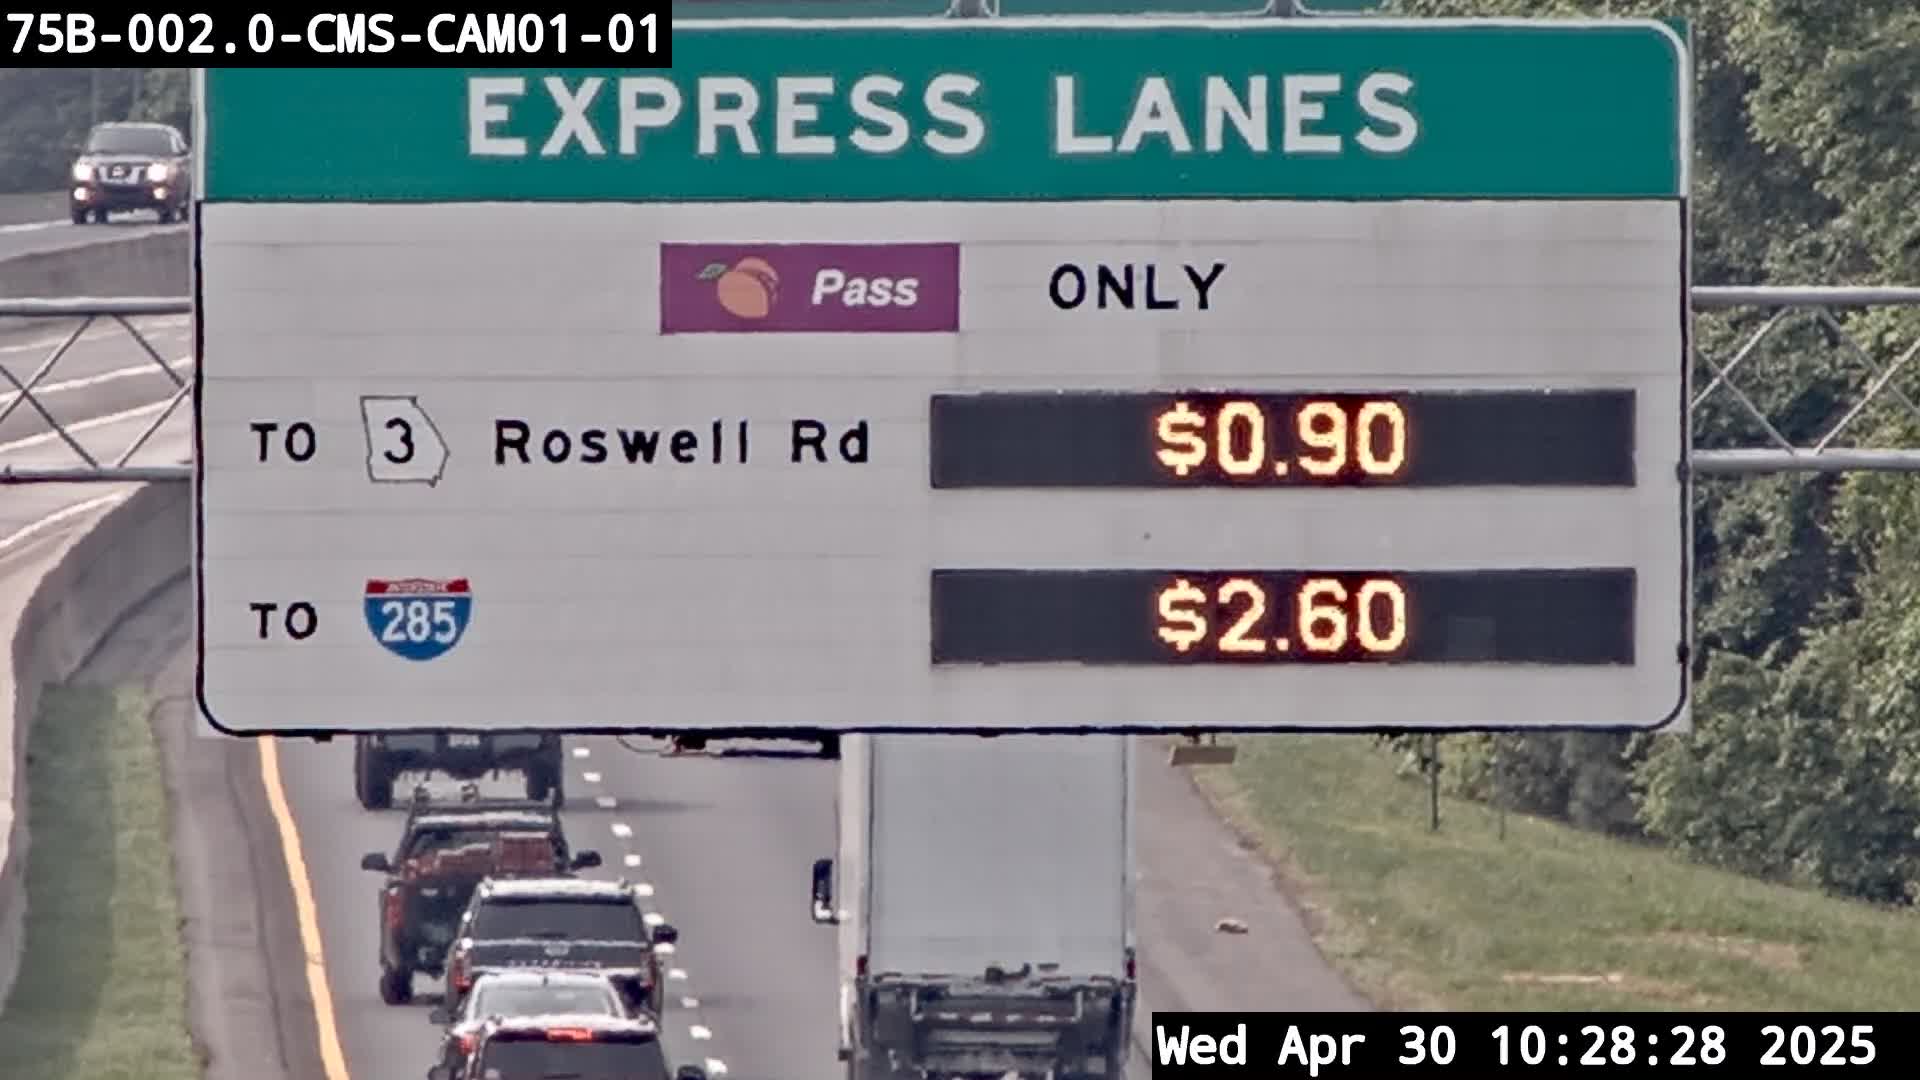 75B-002.0-CMS-CAM01-01
EXPRESS LANES
Pass ONLY
TO 3 Roswell Rd $0.90
TO INTERSTATE 285 $2.60
Wed Apr 30 10:28:28 2025